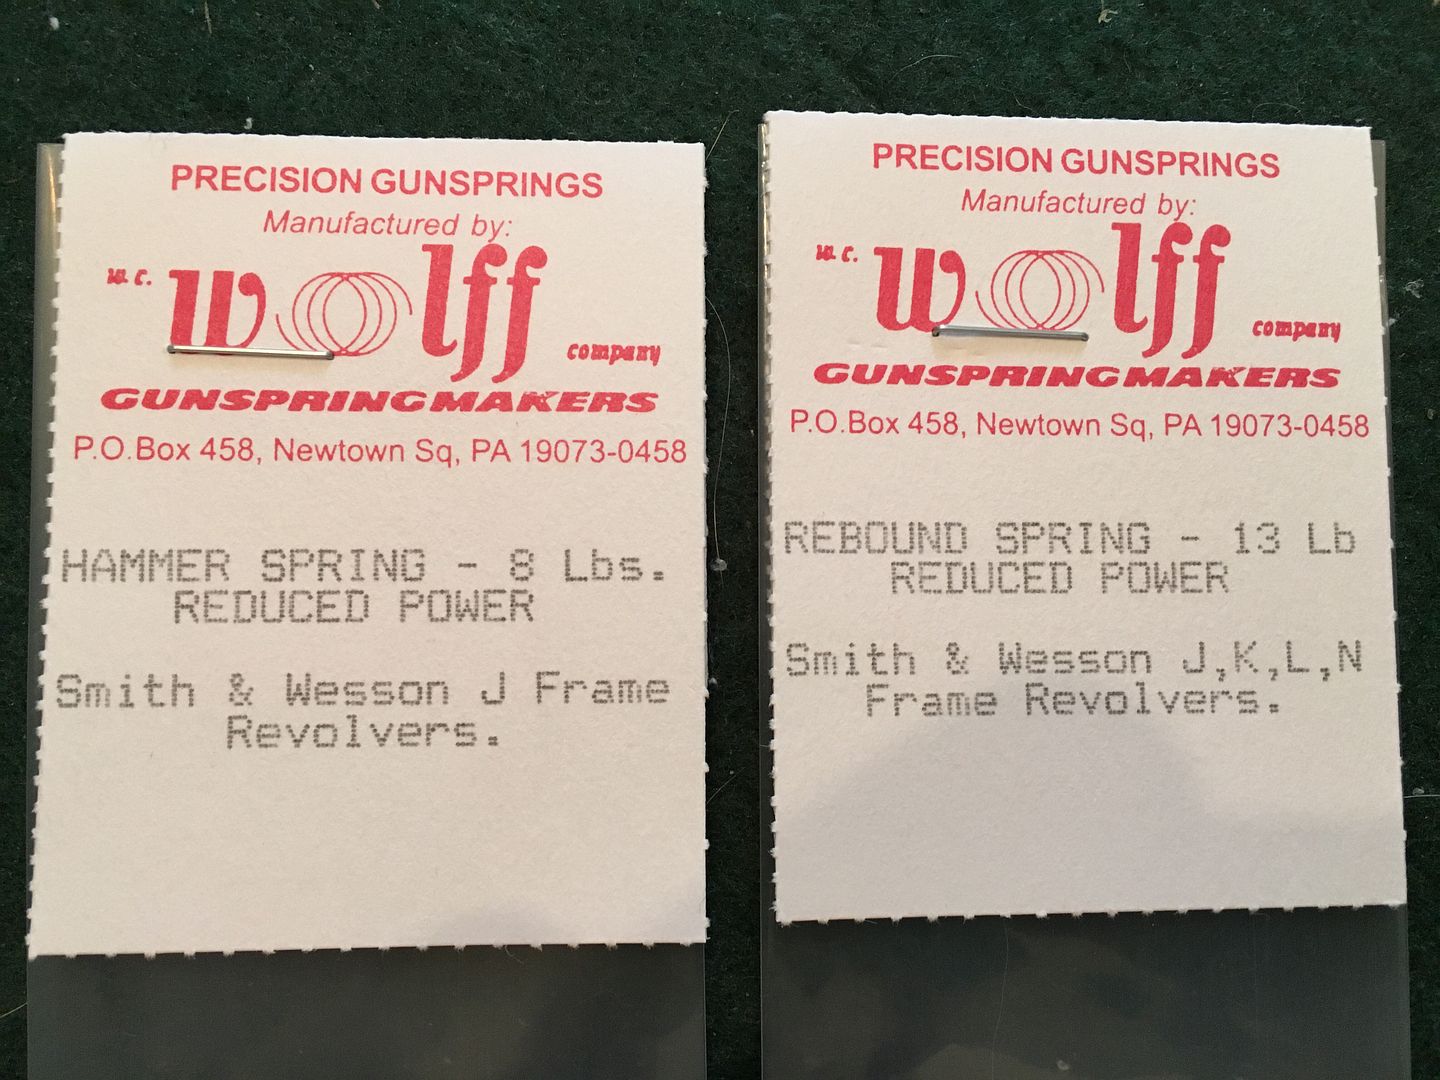 PRECISION GUNSPRINGS
Manufactured by:
w.c. wolff company
GUNSPRINGMAKERS
P.O.Box 458, Newtown Sq, PA 19073-0458
HAMMER SPRING - 8 Lbs.
REDUCED POWER
Smith & Wesson J Frame
Revolvers.
PRECISION GUNSPRINGS
Manufactured by:
w.c. wolff company
GUNSPRINGMAKERS
P.O.Box 458, Newtown Sq, PA 19073-0458
REBOUND SPRING - 13 Lb
REDUCED POWER
Smith & Wesson J,K,L,N
Frame Revolvers.